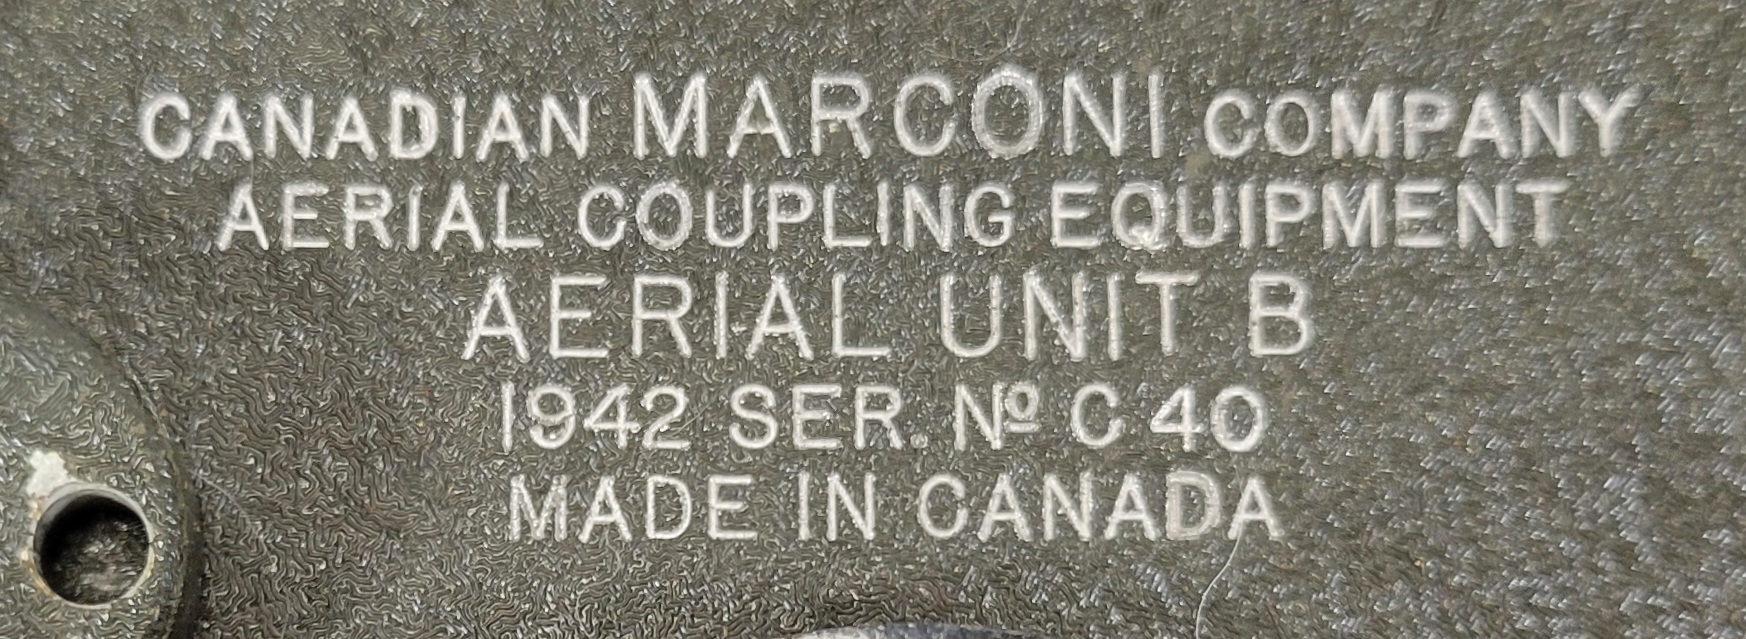 CANADIAN MARCONI COMPANY
AERIAL COUPLING EQUIPMENT
AERIAL UNIT B
1942 SER. Nº C 40
MADE IN CANADA